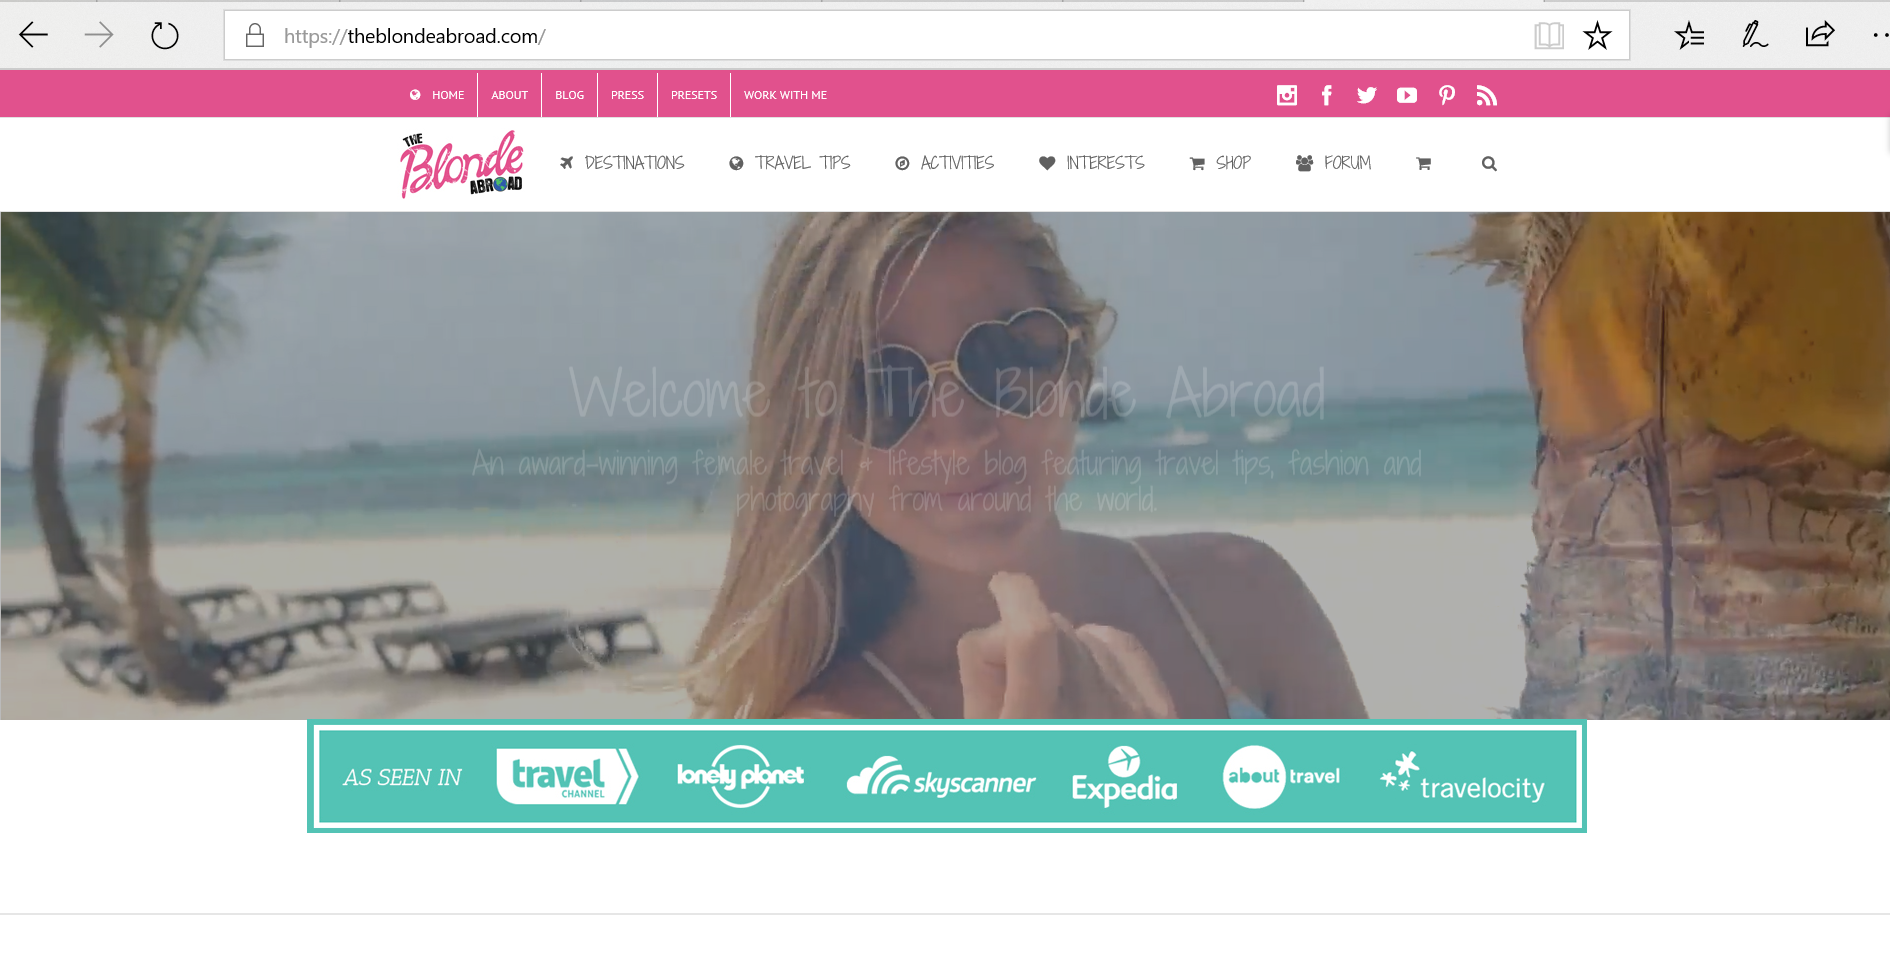 https://theblondeabroad.com/
HOME ABOUT BLOG PRESS PRESETS WORK WITH ME
THE
Blonde
ABROAD
DESTINATIONS TRAVEL TIPS ACTIVITIES INTERESTS SHOP FORUM
Welcome to The Blonde Abroad
An award-winning female travel & lifestyle blog featuring travel tips, fashion and
photography from around the world.
AS SEEN IN
travel
CHANNEL
lonely planet
skyscanner
Expedia
about travel
travelocity